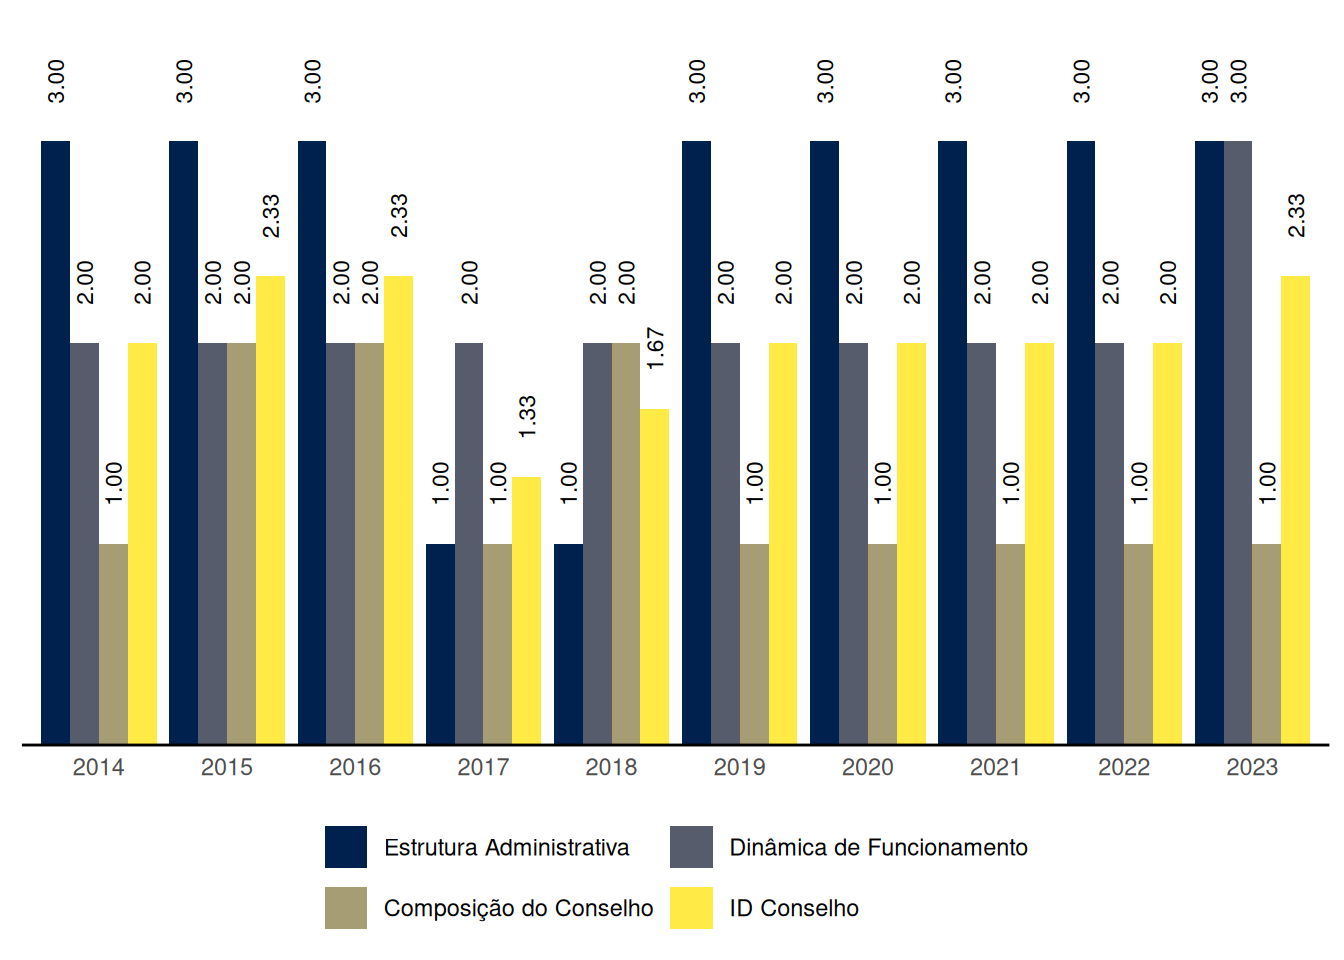 3.00 3.00 3.00 3.00 3.00 3.00 3.00 3.00 3.00
2.33 2.33 2.33
2.00 2.00 2.00 2.00 2.00 2.00 2.00 2.00 2.00 2.00 2.00 2.00 2.00 2.00 2.00 2.00 2.00
1.67
1.33
1.00 1.00 1.00 1.00 1.00 1.00 1.00 1.00 1.00
2014 2015 2016 2017 2018 2019 2020 2021 2022 2023
Estrutura Administrativa Dinâmica de Funcionamento
Composição do Conselho ID Conselho